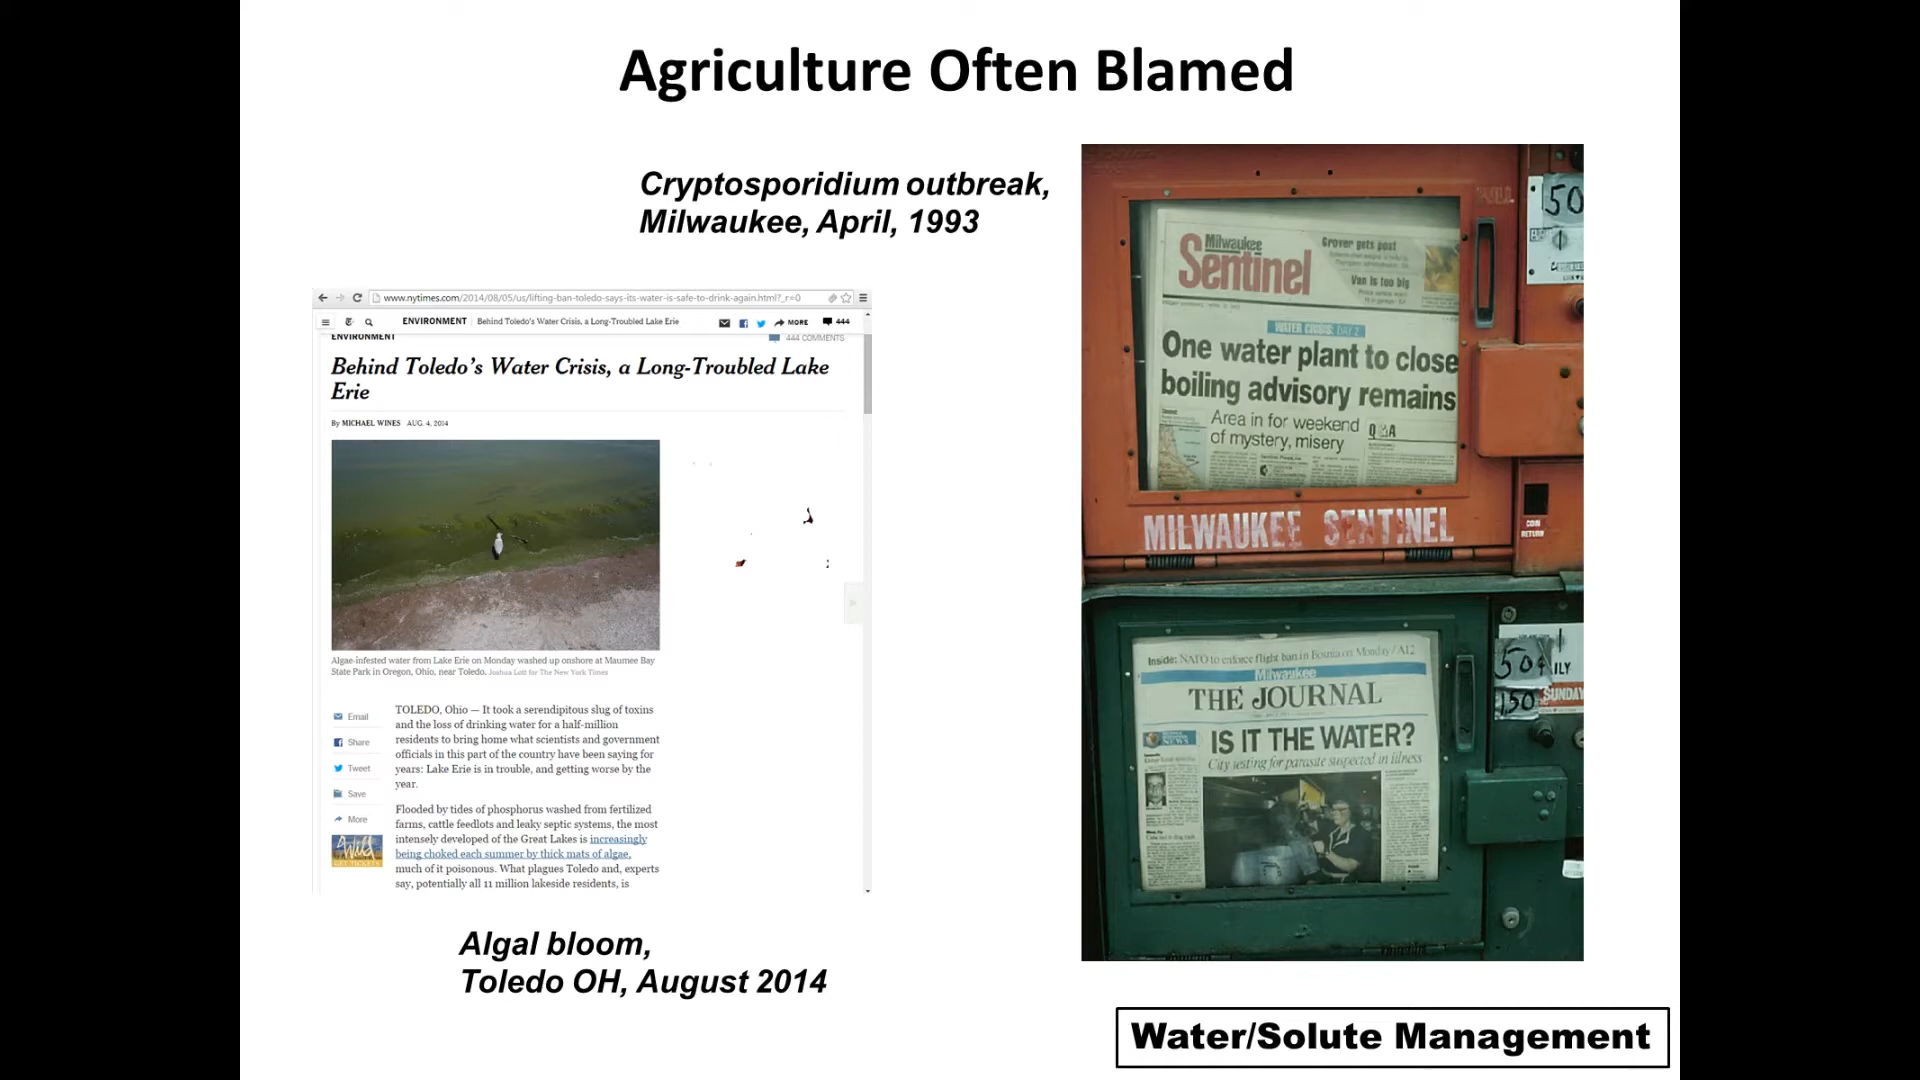 Agriculture Often Blamed
Cryptosporidium outbreak,
Milwaukee, April, 1993
www.nytimes.com/2014/08/05/us/lifting-ban-toledo-says-its-water-is-safe-to-drink-again.html?_r=0
ENVIRONMENT Behind Toledo's Water Crisis, a Long-Troubled Lake Erie MORE 444
ENVIRONMENT 444 COMMENTS
Behind Toledo's Water Crisis, a Long-Troubled Lake
Erie
By MICHAEL WINES AUG. 4, 2014
Algae-infested water from Lake Erie on Monday washed up onshore at Maumee Bay
State Park in Oregon, Ohio, near Toledo. Joshua Lott for The New York Times
Email
Share
Tweet
Save
More
Wild
TOLEDO, Ohio — It took a serendipitous slug of toxins
and the loss of drinking water for a half-million
residents to bring home what scientists and government
officials in this part of the country have been saying for
years: Lake Erie is in trouble, and getting worse by the
year.
Flooded by tides of phosphorus washed from fertilized
farms, cattle feedlots and leaky septic systems, the most
intensely developed of the Great Lakes is increasingly
being choked each summer by thick mats of algae,
much of it poisonous. What plagues Toledo and, experts
say, potentially all 11 million lakeside residents, is
Algal bloom,
Toledo OH, August 2014
50
Milwaukee
Sentinel
Grover gets post
Van is too big
WATER CRISIS: DAY 2
One water plant to close
boiling advisory remains
Area in for weekend
of mystery, misery
Q&A
MILWAUKEE SENTINEL
COIN
RETURN
Inside: NATO to enforce flight ban in Bosnia on Monday / A12
Milwaukee
THE JOURNAL
NEWS
IS IT THE WATER?
City testing for parasite suspected in illness
50¢
ILY
150
SUNDAY
Water/Solute Management